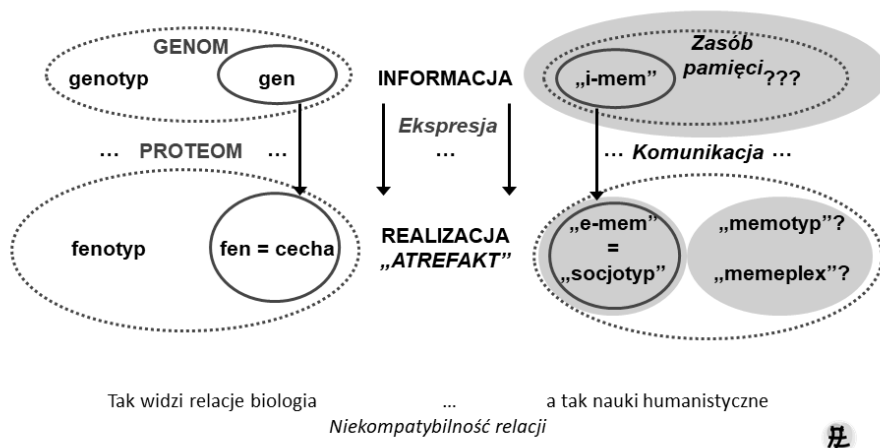 GENOM
genotyp
gen
INFORMACJA
„i-mem”
Zasób
pamięci
???
Ekspresja
... PROTEOM ...
...
... Komunikacja ...
fenotyp
fen = cecha
REALIZACJA
„ATREFAKT”
„e-mem”
=
„socjotyp”
„memotyp”?
„memeplex”?
Tak widzi relacje biologia ... a tak nauki humanistyczne
Niekompatybilność relacji